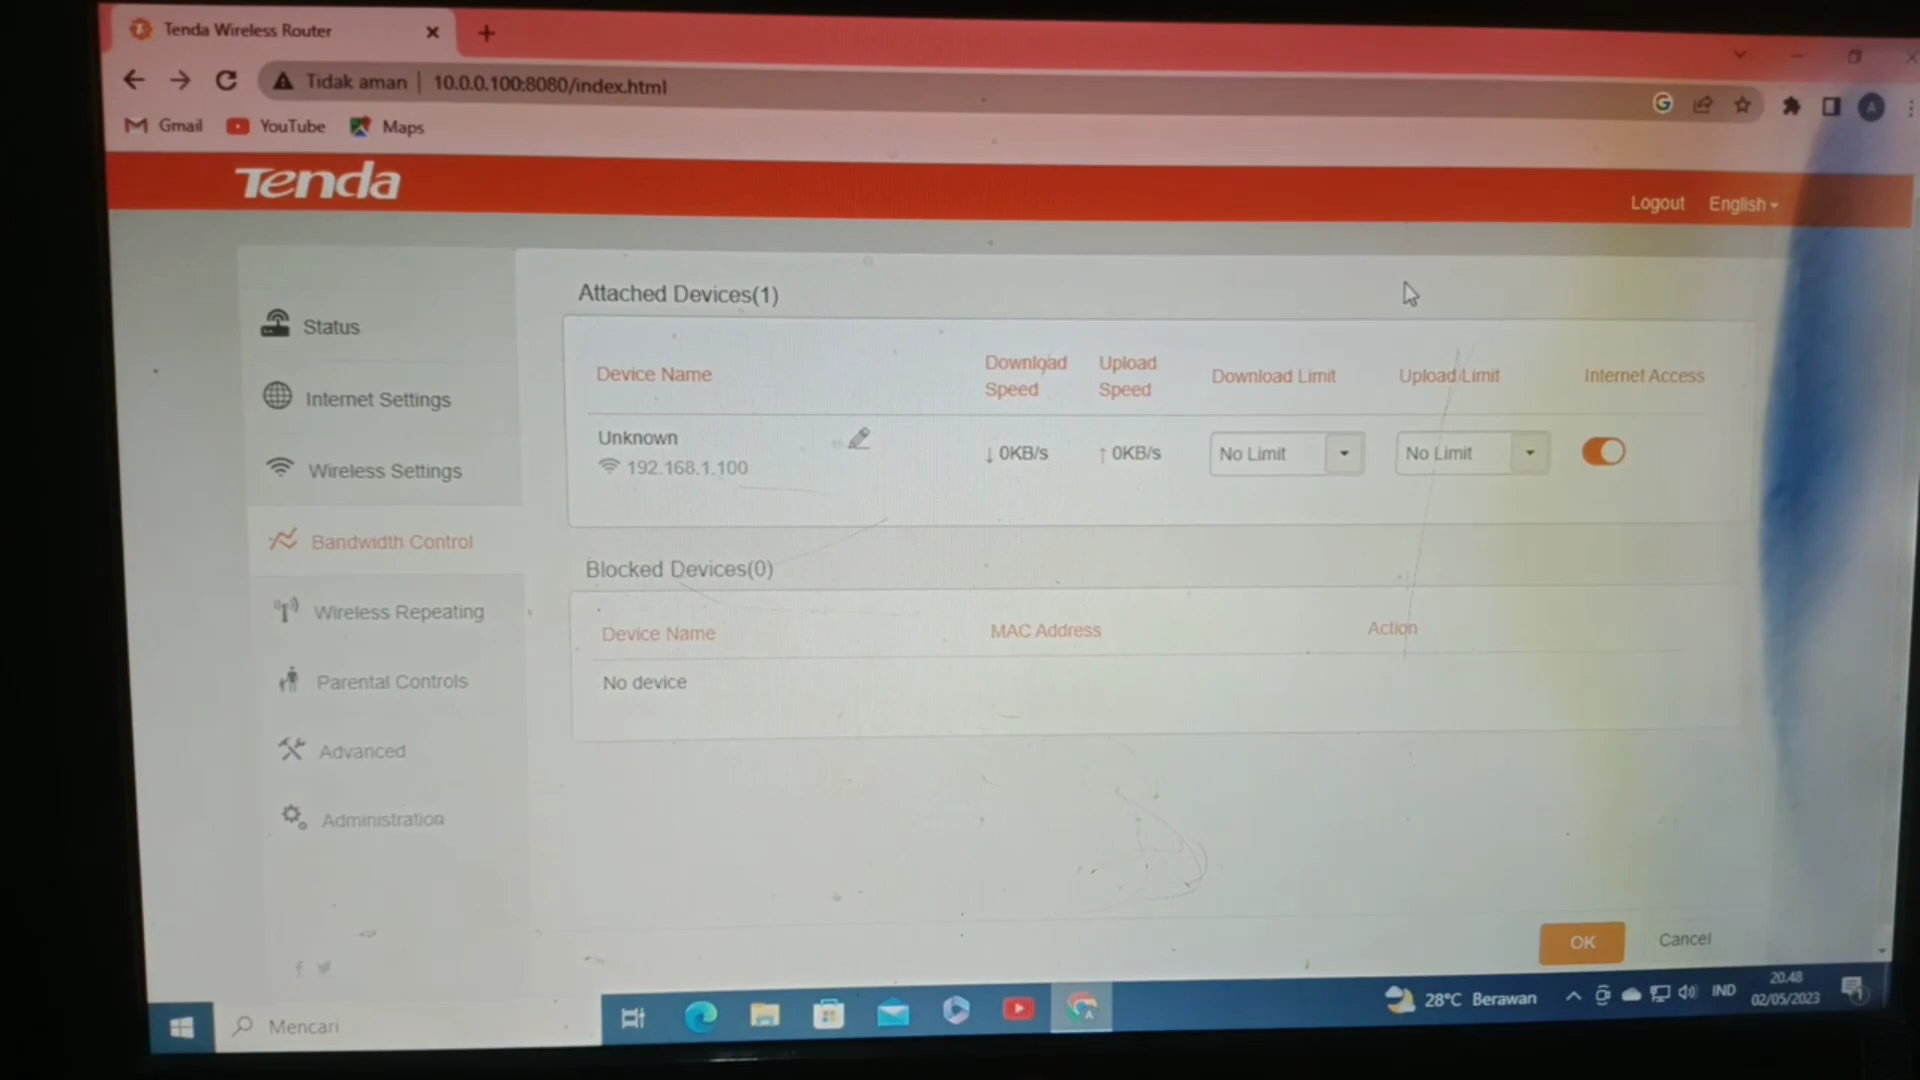 Tenda Wireless Router
Tidak aman | 10.0.0.100:8080/index.html
Gmail YouTube Maps
A
Tenda
Logout English
Status
Internet Settings
Wireless Settings
Bandwidth Control
Wireless Repeating
Parental Controls
Advanced
Administration
Attached Devices(1)
Device Name Download Speed Upload Speed Download Limit Upload Limit Internet Access
Unknown
192.168.1.100
↓ 0KB/s ↑ 0KB/s No Limit No Limit
Blocked Devices(0)
Device Name MAC Address Action
No device
OK Cancel
Mencari
28°C Berawan
IND
20.48
02/05/2023